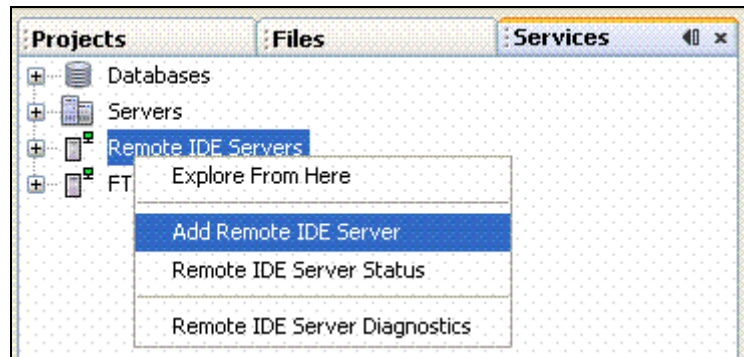 Projects Files Services
Databases
Servers
Remote IDE Servers
FT
Explore From Here
Add Remote IDE Server
Remote IDE Server Status
Remote IDE Server Diagnostics